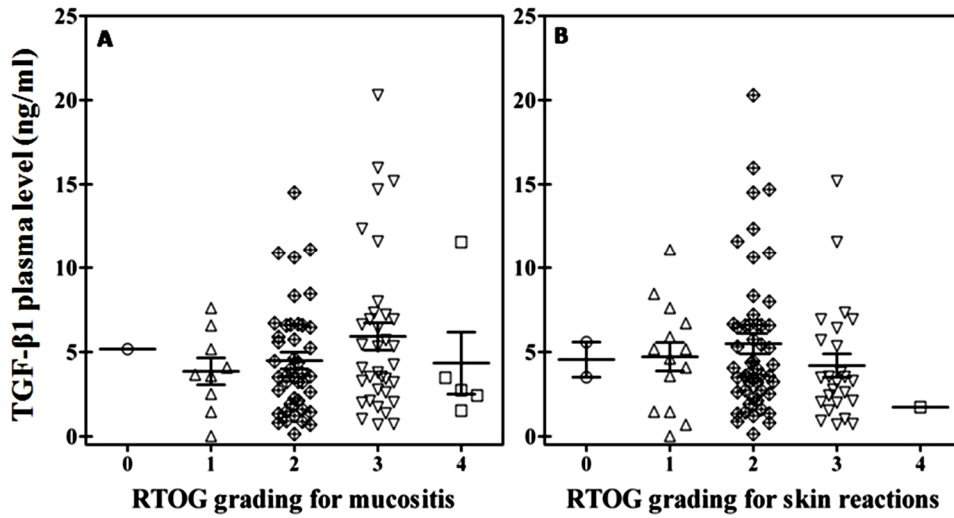 TGF-β1 plasma level (ng/ml)
A
25
20
15
10
5
0
0 1 2 3 4
RTOG grading for mucositis
B
25
20
15
10
5
0
0 1 2 3 4
RTOG grading for skin reactions